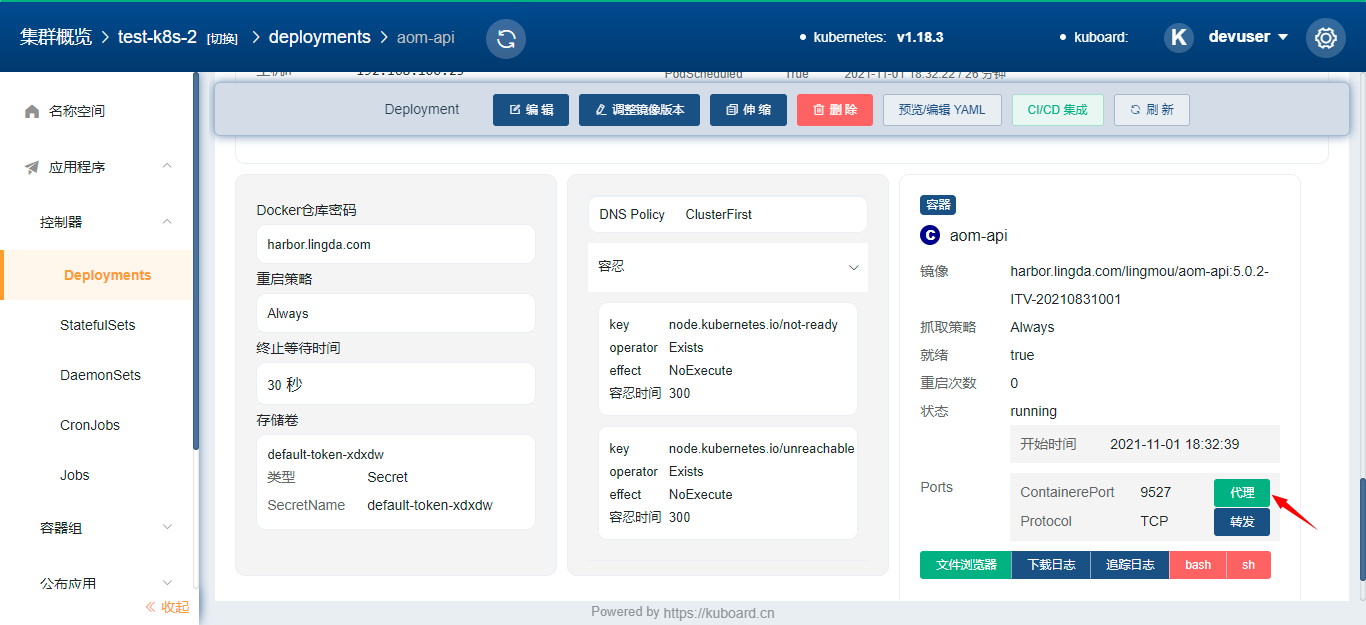 集群概览 > test-k8s-2 [切换] > deployments > aom-api
• kubernetes: v1.18.3
• kuboard:
K devuser
PodScheduled True 2021-11-01 18:32:22 / 26 分钟
名称空间
应用程序
控制器
Deployments
StatefulSets
DaemonSets
CronJobs
Jobs
容器组
公布应用
« 收起
Deployment 编 辑 调整镜像版本 伸 缩 删 除 预览/编辑 YAML CI/CD 集成 刷 新
Docker仓库密码
harbor.lingda.com
重启策略
Always
终止等待时间
30 秒
存储卷
default-token-xdxdw
类型 Secret
SecretName default-token-xdxdw
DNS Policy ClusterFirst
容忍
key node.kubernetes.io/not-ready
operator Exists
effect NoExecute
容忍时间 300
key node.kubernetes.io/unreachable
operator Exists
effect NoExecute
容忍时间 300
容器
C aom-api
镜像 harbor.lingda.com/lingmou/aom-api:5.0.2-
ITV-20210831001
抓取策略 Always
就绪 true
重启次数 0
状态 running
开始时间 2021-11-01 18:32:39
Ports ContainerePort 9527 代理
Protocol TCP 转发
文件浏览器 下载日志 追踪日志 bash sh
Powered by https://kuboard.cn